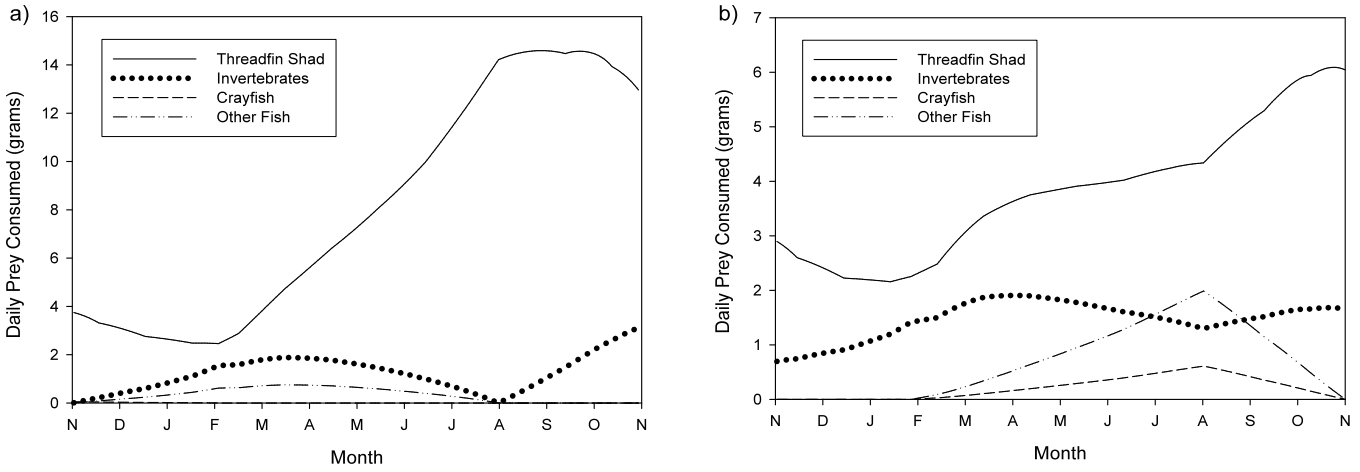 a)
16
14
12
10
8
6
4
2
0
Daily Prey Consumed (grams)
Threadfin Shad
Invertebrates
Crayfish
Other Fish
N D J F M A M J J A S O N
Month
b)
7
6
5
4
3
2
1
0
Daily Prey Consumed (grams)
Threadfin Shad
Invertebrates
Crayfish
Other Fish
N D J F M A M J J A S O N
Month